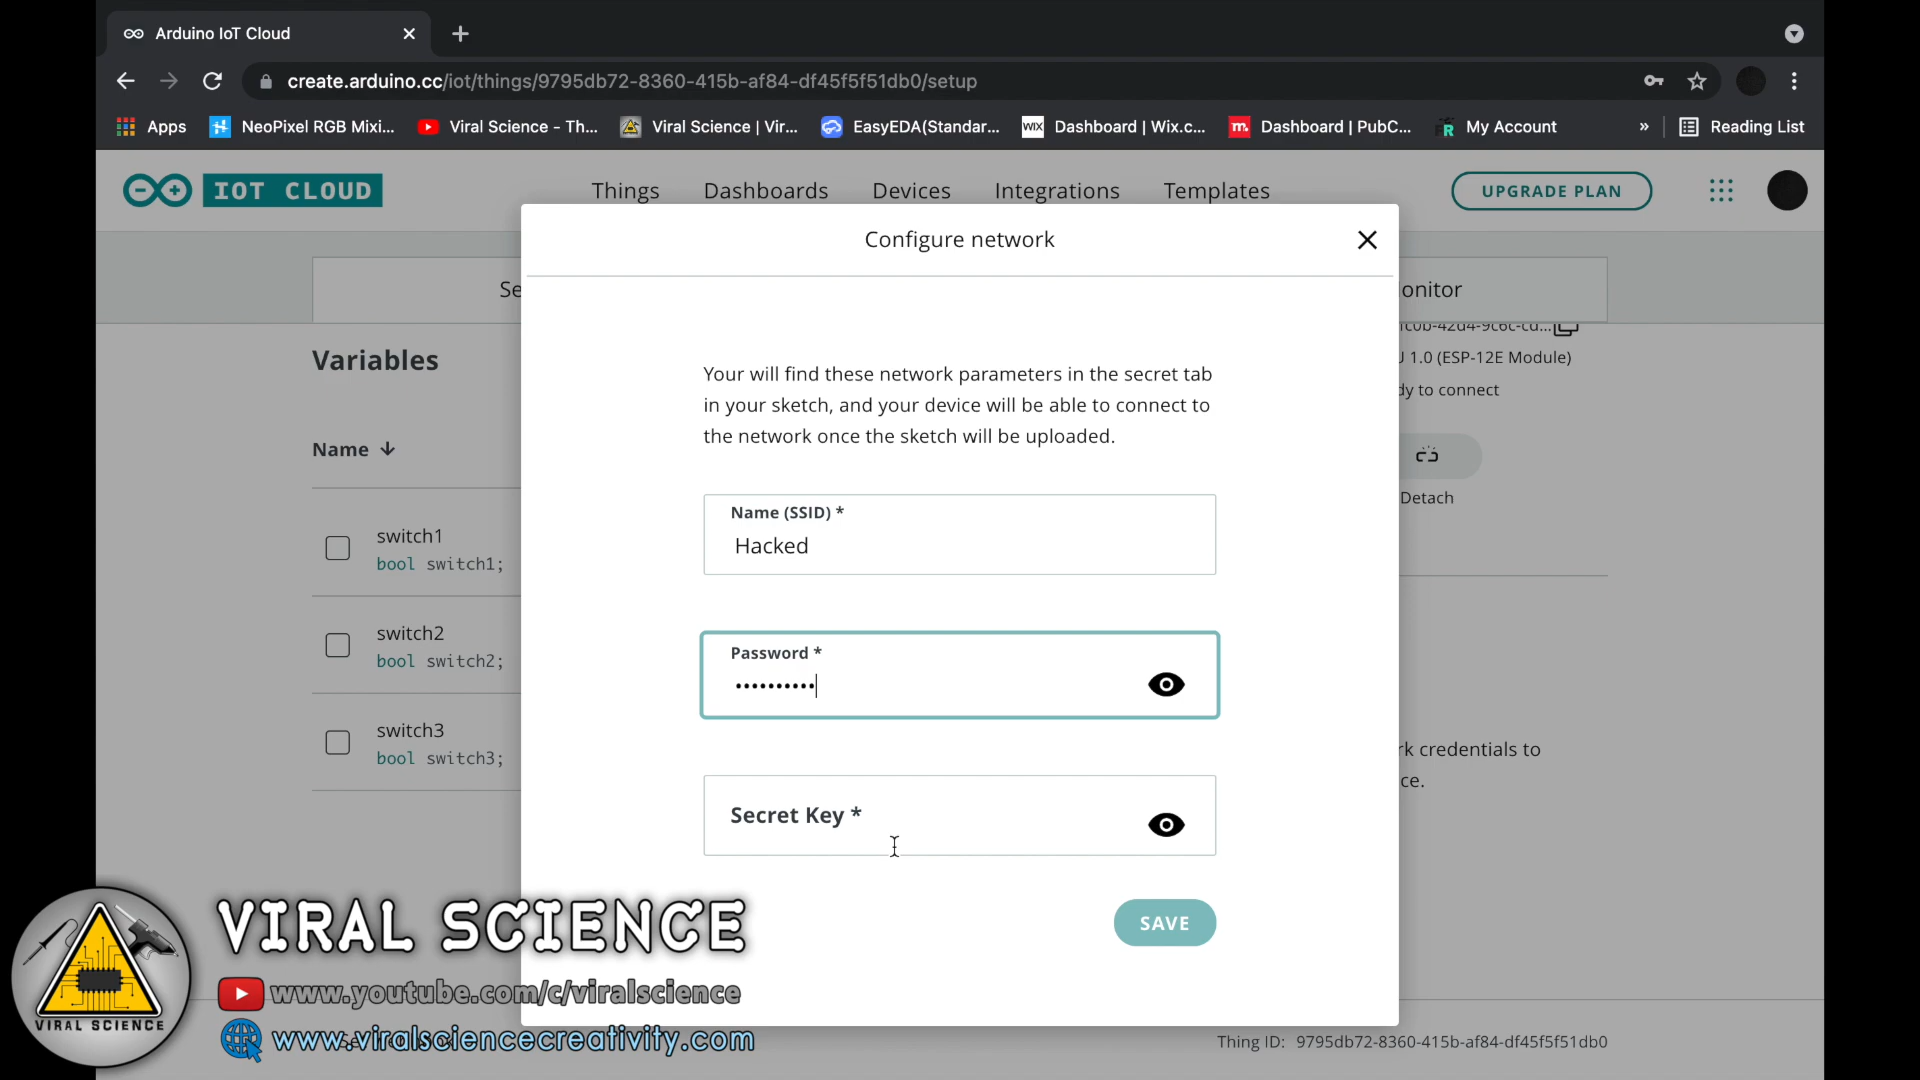 Arduino IoT Cloud
create.arduino.cc/iot/things/9795db72-8360-415b-af84-df45f5f51db0/setup
Apps
NeoPixel RGB Mixi...
Viral Science - Th...
Viral Science | Vir...
WIX
Dashboard | Wix.c...
m.
Dashboard | PubC...
My Account
»
Reading List
IOT CLOUD
Things
Dashboards
Devices
Integrations
Templates
UPGRADE PLAN
Configure network
Se
onitor
Variables
1c0b-42d4-9c6c-cd...
U 1.0 (ESP-12E Module)
dy to connect
Your will find these network parameters in the secret tab
in your sketch, and your device will be able to connect to
the network once the sketch will be uploaded.
Name
Detach
Name (SSID) *
Hacked
switch1
bool switch1;
switch2
bool switch2;
Password *
••••••••••
switch3
bool switch3;
rk credentials to
ce.
Secret Key *
SAVE
VIRAL SCIENCE
VIRAL SCIENCE
www.youtube.com/c/viralscience
www.viralsciencecreativity.com
Thing ID: 9795db72-8360-415b-af84-df45f5f51db0